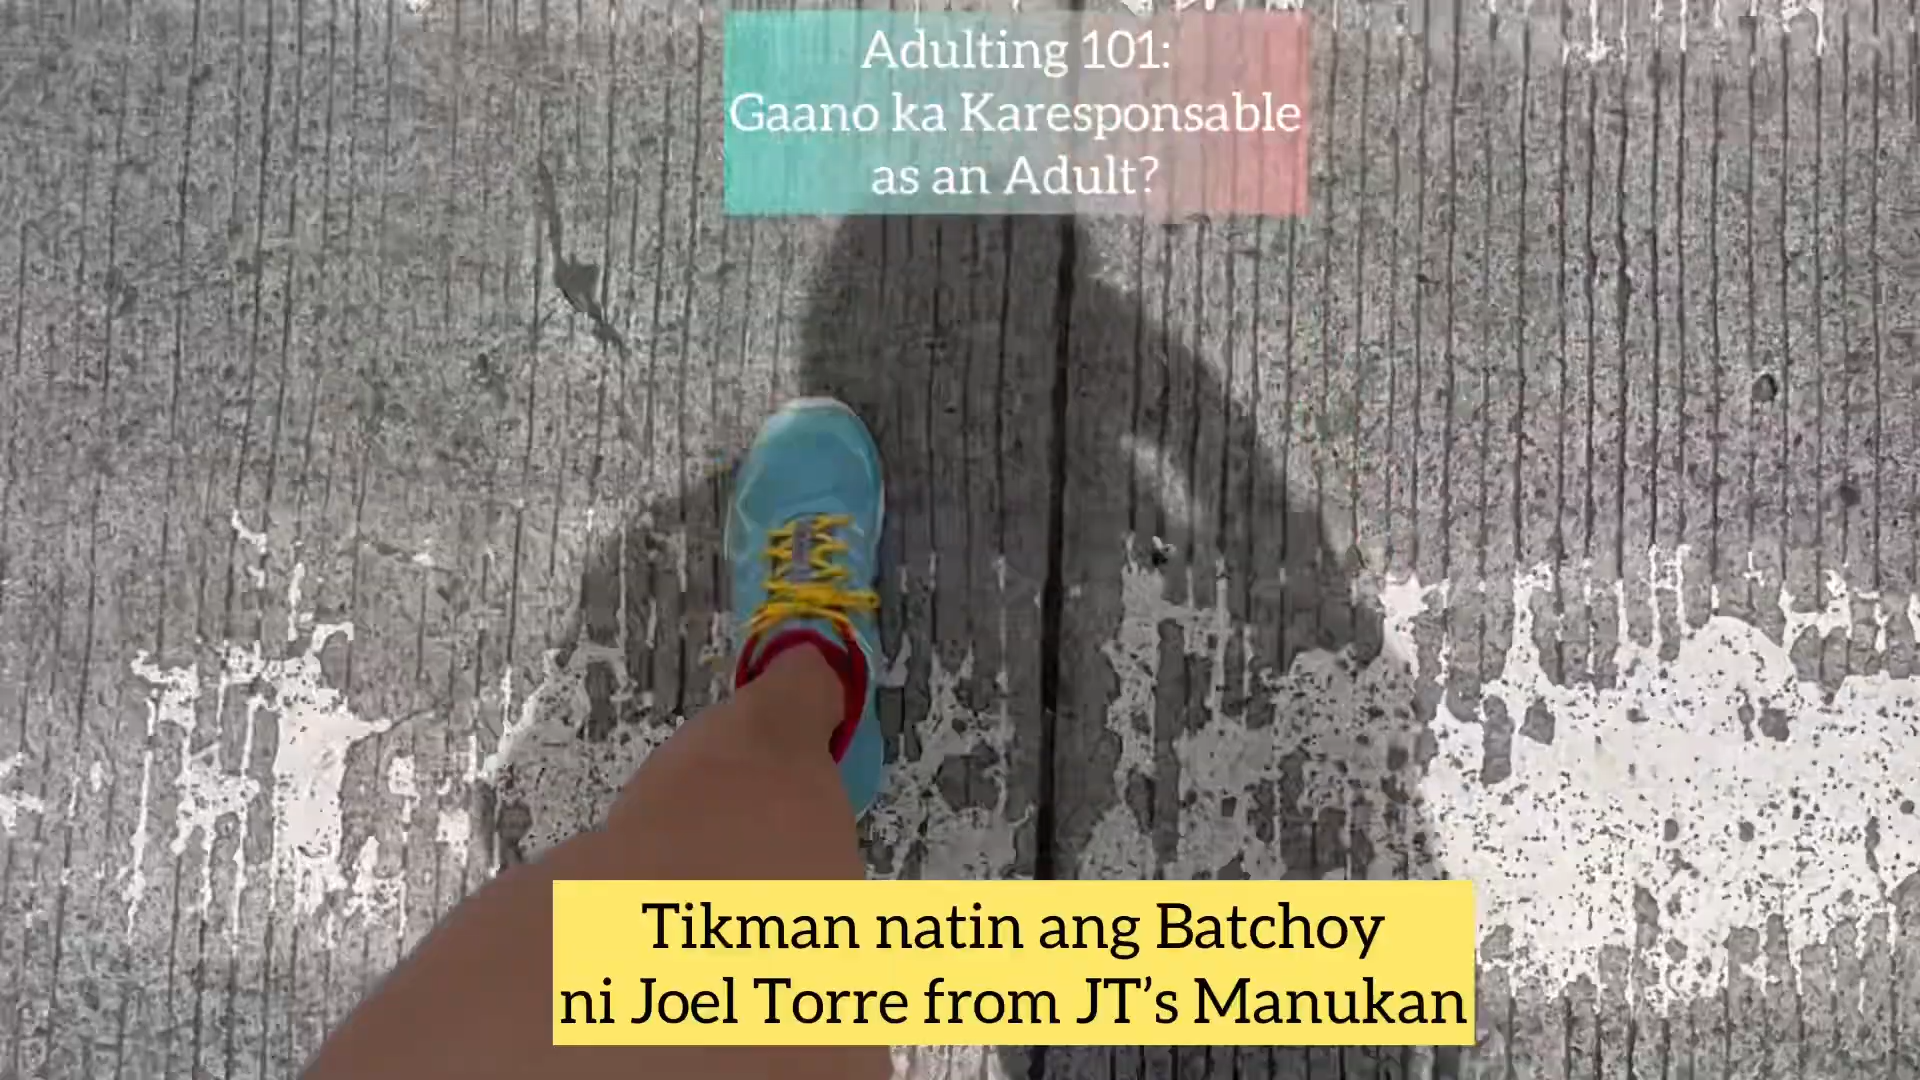 Adulting 101:
Gaano ka Karesponsable
as an Adult?
Tikman natin ang Batchoy
ni Joel Torre from JT’s Manukan